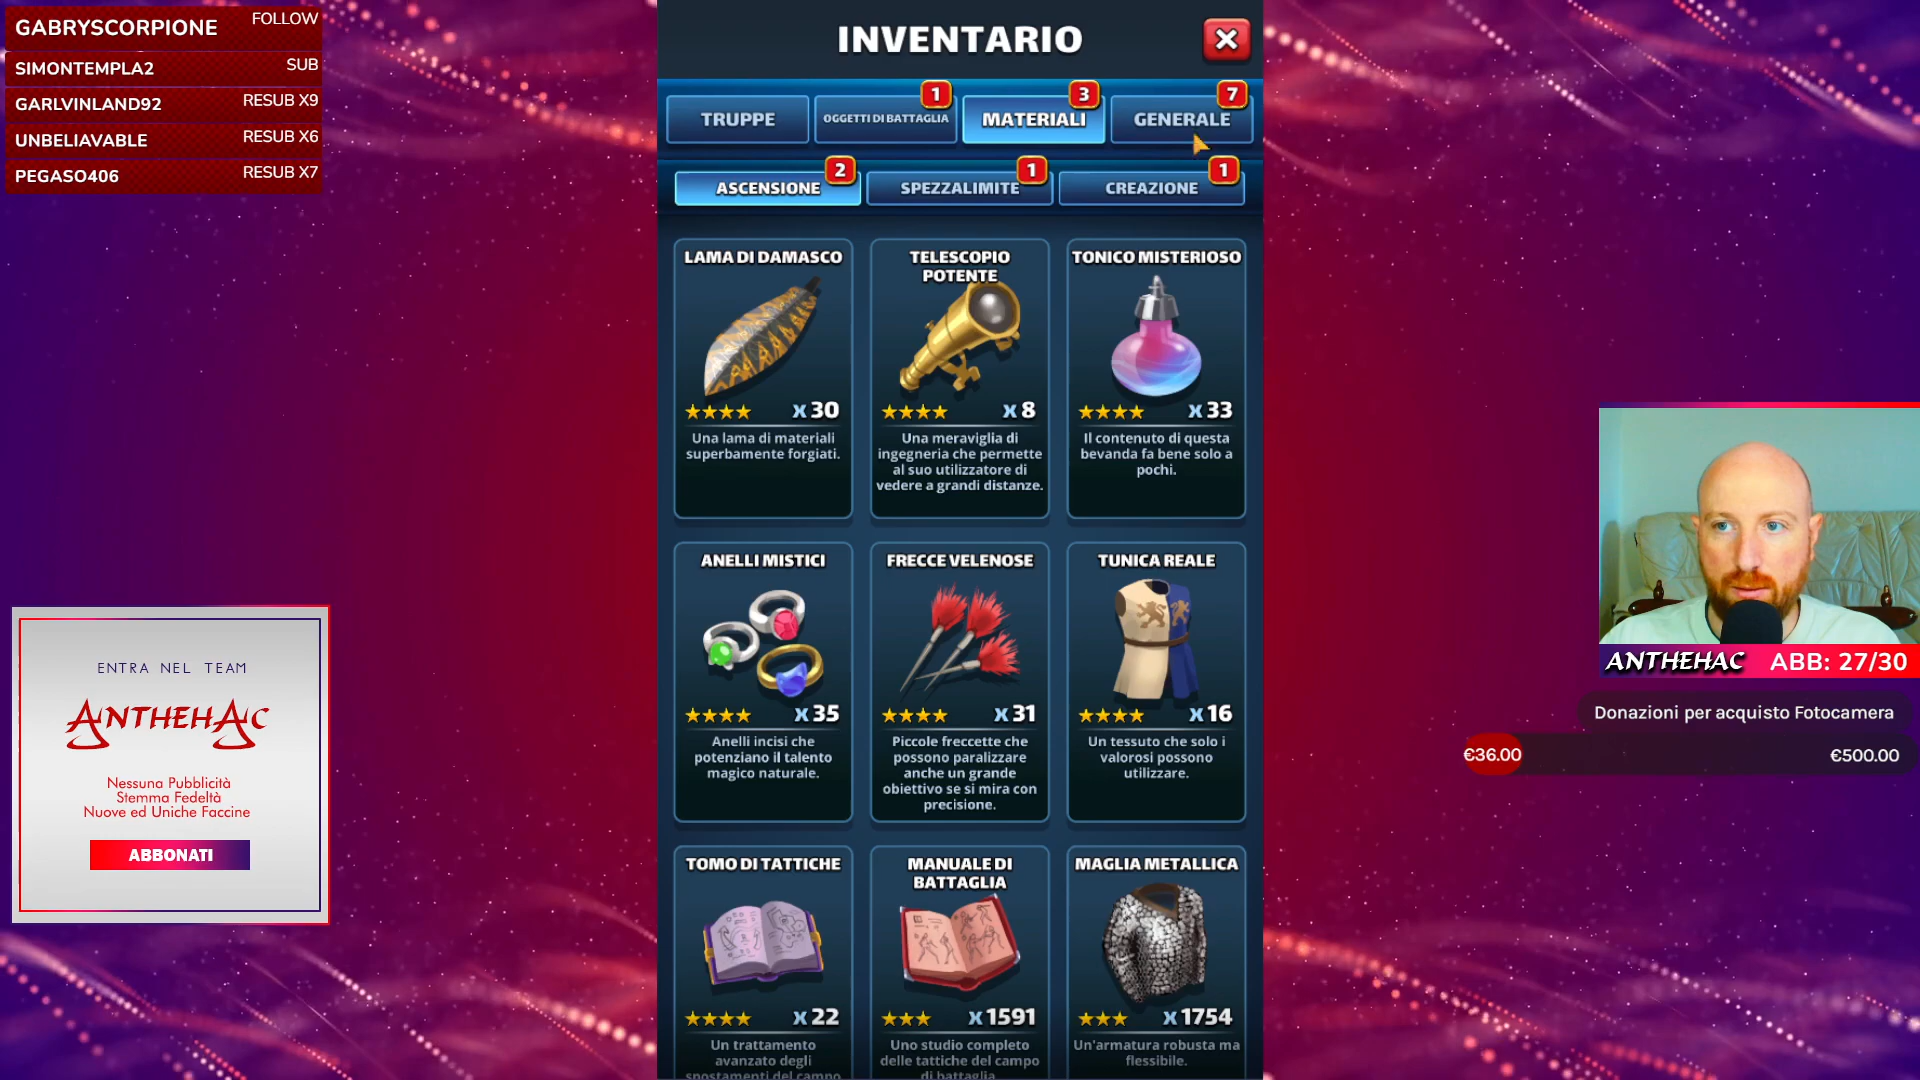 GABRYSCORPIONE FOLLOW
SIMONTEMPLA2 SUB
GARLVINLAND92 RESUB X9
UNBELIAVABLE RESUB X6
PEGASO406 RESUB X7
INVENTARIO
TRUPPE
OGGETTI DI BATTAGLIA 1
MATERIALI 3
GENERALE 7
ASCENSIONE 2
SPEZZALIMITE 1
CREAZIONE 1
LAMA DI DAMASCO
X30
Una lama di materiali
superbamente forgiati.
TELESCOPIO
POTENTE
X8
Una meraviglia di
ingegneria che permette
al suo utilizzatore di
vedere a grandi distanze.
TONICO MISTERIOSO
X33
Il contenuto di questa
bevanda fa bene solo a
pochi.
ANELLI MISTICI
X35
Anelli incisi che
potenziano il talento
magico naturale.
FRECCE VELENOSE
X31
Piccole freccette che
possono paralizzare
anche un grande
obiettivo se si mira con
precisione.
TUNICA REALE
X16
Un tessuto che solo i
valorosi possono
utilizzare.
TOMO DI TATTICHE
X22
Un trattamento
avanzato degli
spostamenti del campo
MANUALE DI
BATTAGLIA
X1591
Uno studio completo
delle tattiche del campo
di battaglia.
MAGLIA METALLICA
X1754
Un'armatura robusta ma
flessibile.
ENTRA NEL TEAM
ANTHEHAC
Nessuna Pubblicità
Stemma Fedeltà
Nuove ed Uniche Faccine
ABBONATI
ANTHEHAC ABB: 27/30
Donazioni per acquisto Fotocamera
€36.00 €500.00